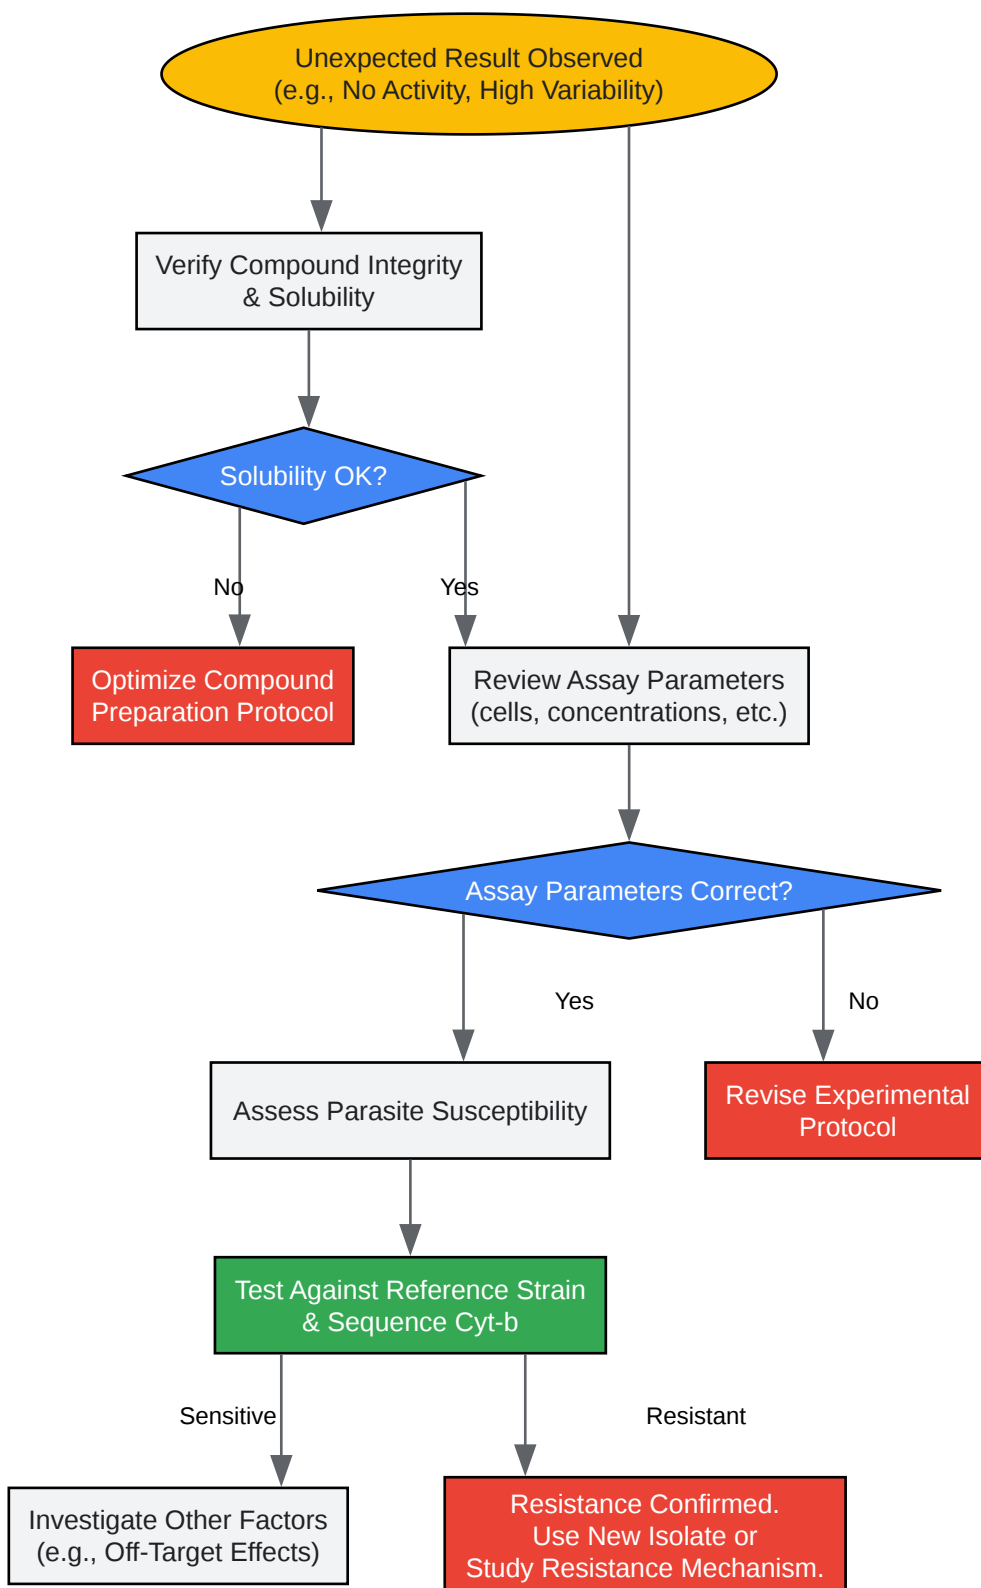 Unexpected Result Observed
(e.g., No Activity, High Variability)
Verify Compound Integrity
& Solubility
Solubility OK?
No
Yes
Optimize Compound
Preparation Protocol
Review Assay Parameters
(cells, concentrations, etc.)
Assay Parameters Correct?
Yes
No
Assess Parasite Susceptibility
Revise Experimental
Protocol
Test Against Reference Strain
& Sequence Cyt-b
Sensitive
Resistant
Investigate Other Factors
(e.g., Off-Target Effects)
Resistance Confirmed.
Use New Isolate or
Study Resistance Mechanism.